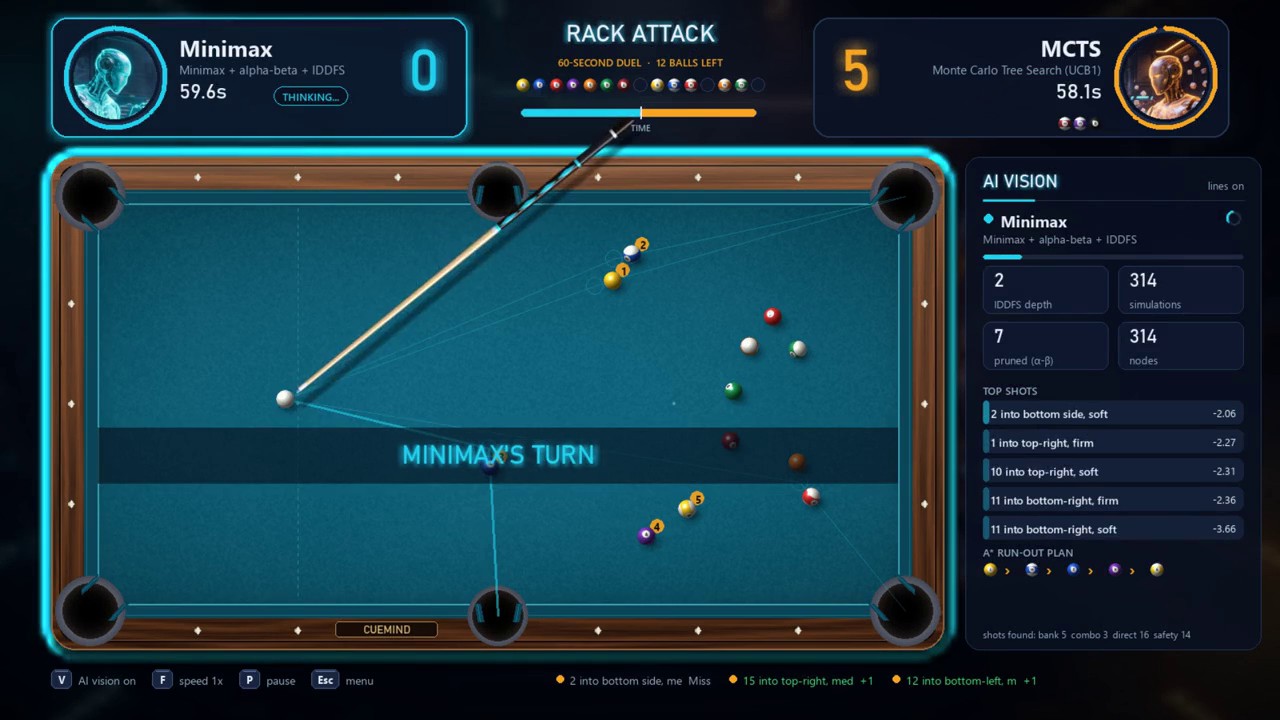 Minimax
Minimax + alpha-beta + IDDFS
59.6s
THINKING...
0
RACK ATTACK
60-SECOND DUEL · 12 BALLS LEFT
TIME
5
MCTS
Monte Carlo Tree Search (UCB1)
58.1s
2
1
MINIMAX'S TURN
5
4
CUEMIND
AI VISION
lines on
Minimax
Minimax + alpha-beta + IDDFS
2
IDDFS depth
314
simulations
7
pruned (α-β)
314
nodes
TOP SHOTS
2 into bottom side, soft -2.06
1 into top-right, firm -2.27
10 into top-right, soft -2.31
11 into bottom-right, firm -2.36
11 into bottom-right, soft -3.66
A* RUN-OUT PLAN
shots found: bank 5 combo 3 direct 16 safety 14
V AI vision on F speed 1x P pause Esc menu
2 into bottom side, me Miss 15 into top-right, med +1 12 into bottom-left, m +1